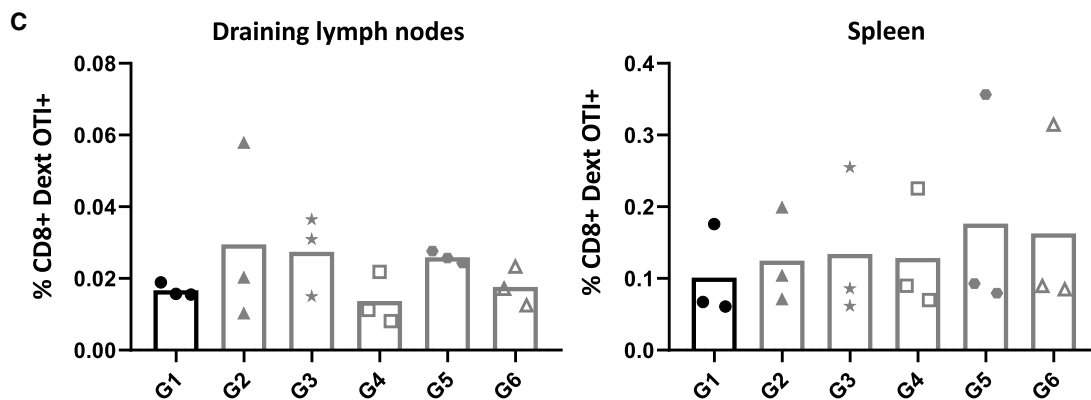 C
Draining lymph nodes
% CD8+ Dext OTI+
0.08
0.06
0.04
0.02
0.00
G1 G2 G3 G4 G5 G6
Spleen
% CD8+ Dext OTI+
0.4
0.3
0.2
0.1
0.0
G1 G2 G3 G4 G5 G6